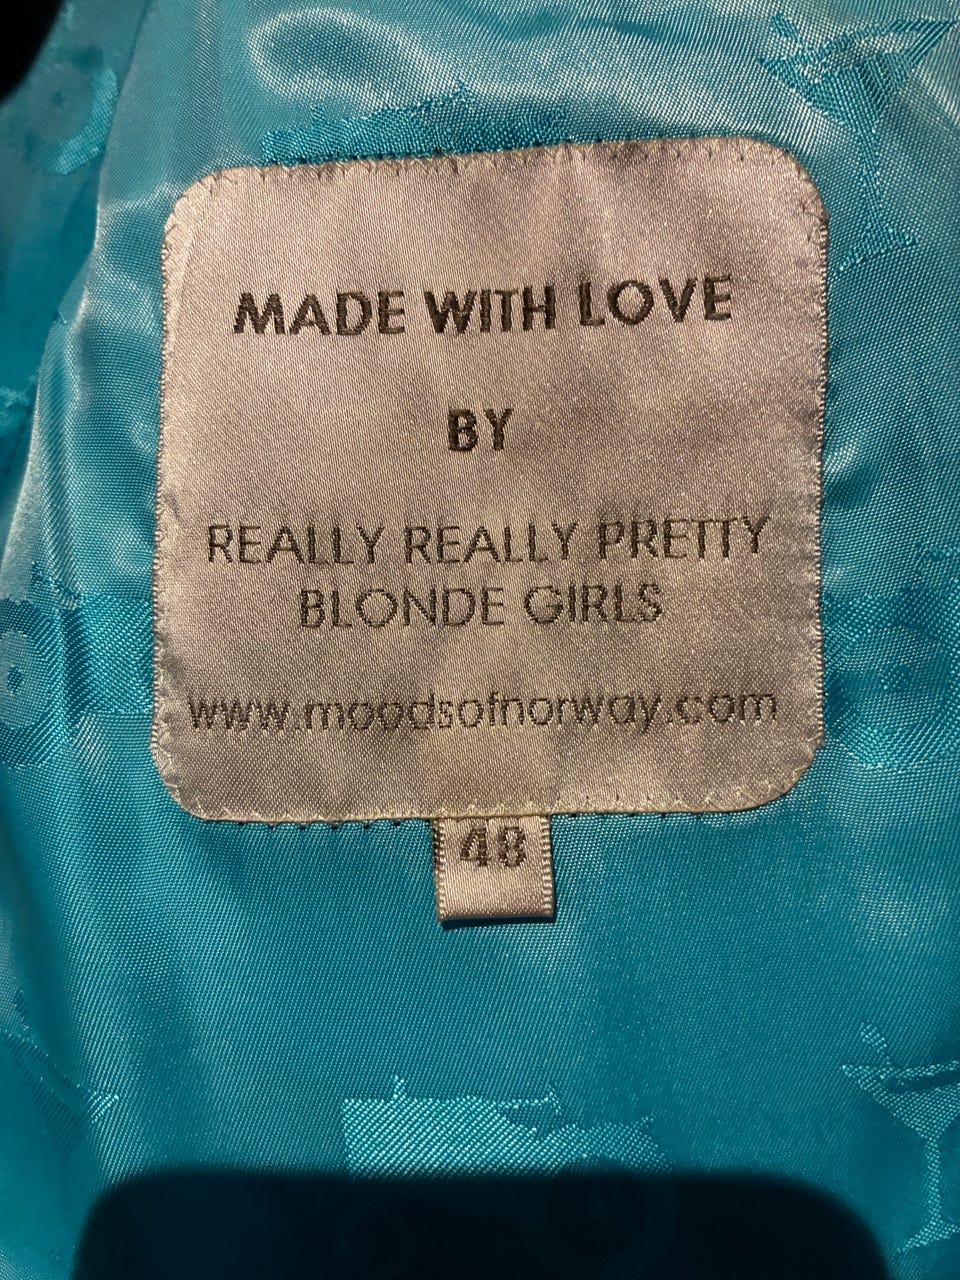 MADE WITH LOVE
BY
REALLY REALLY PRETTY
BLONDE GIRLS
www.moodsofnorway.com
48